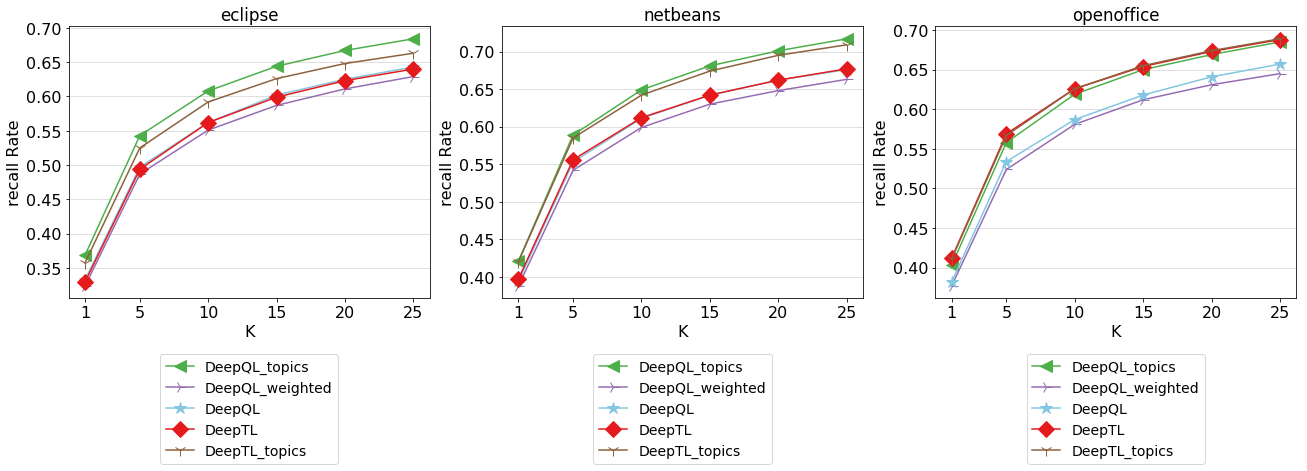 eclipse
0.70
0.65
0.60
0.55
0.50
0.45
0.40
0.35
recall Rate
1 5 10 15 20 25
K
DeepQL_topics
DeepQL_weighted
DeepQL
DeepTL
DeepTL_topics
netbeans
0.70
0.65
0.60
0.55
0.50
0.45
0.40
recall Rate
1 5 10 15 20 25
K
DeepQL_topics
DeepQL_weighted
DeepQL
DeepTL
DeepTL_topics
openoffice
0.70
0.65
0.60
0.55
0.50
0.45
0.40
recall Rate
1 5 10 15 20 25
K
DeepQL_topics
DeepQL_weighted
DeepQL
DeepTL
DeepTL_topics